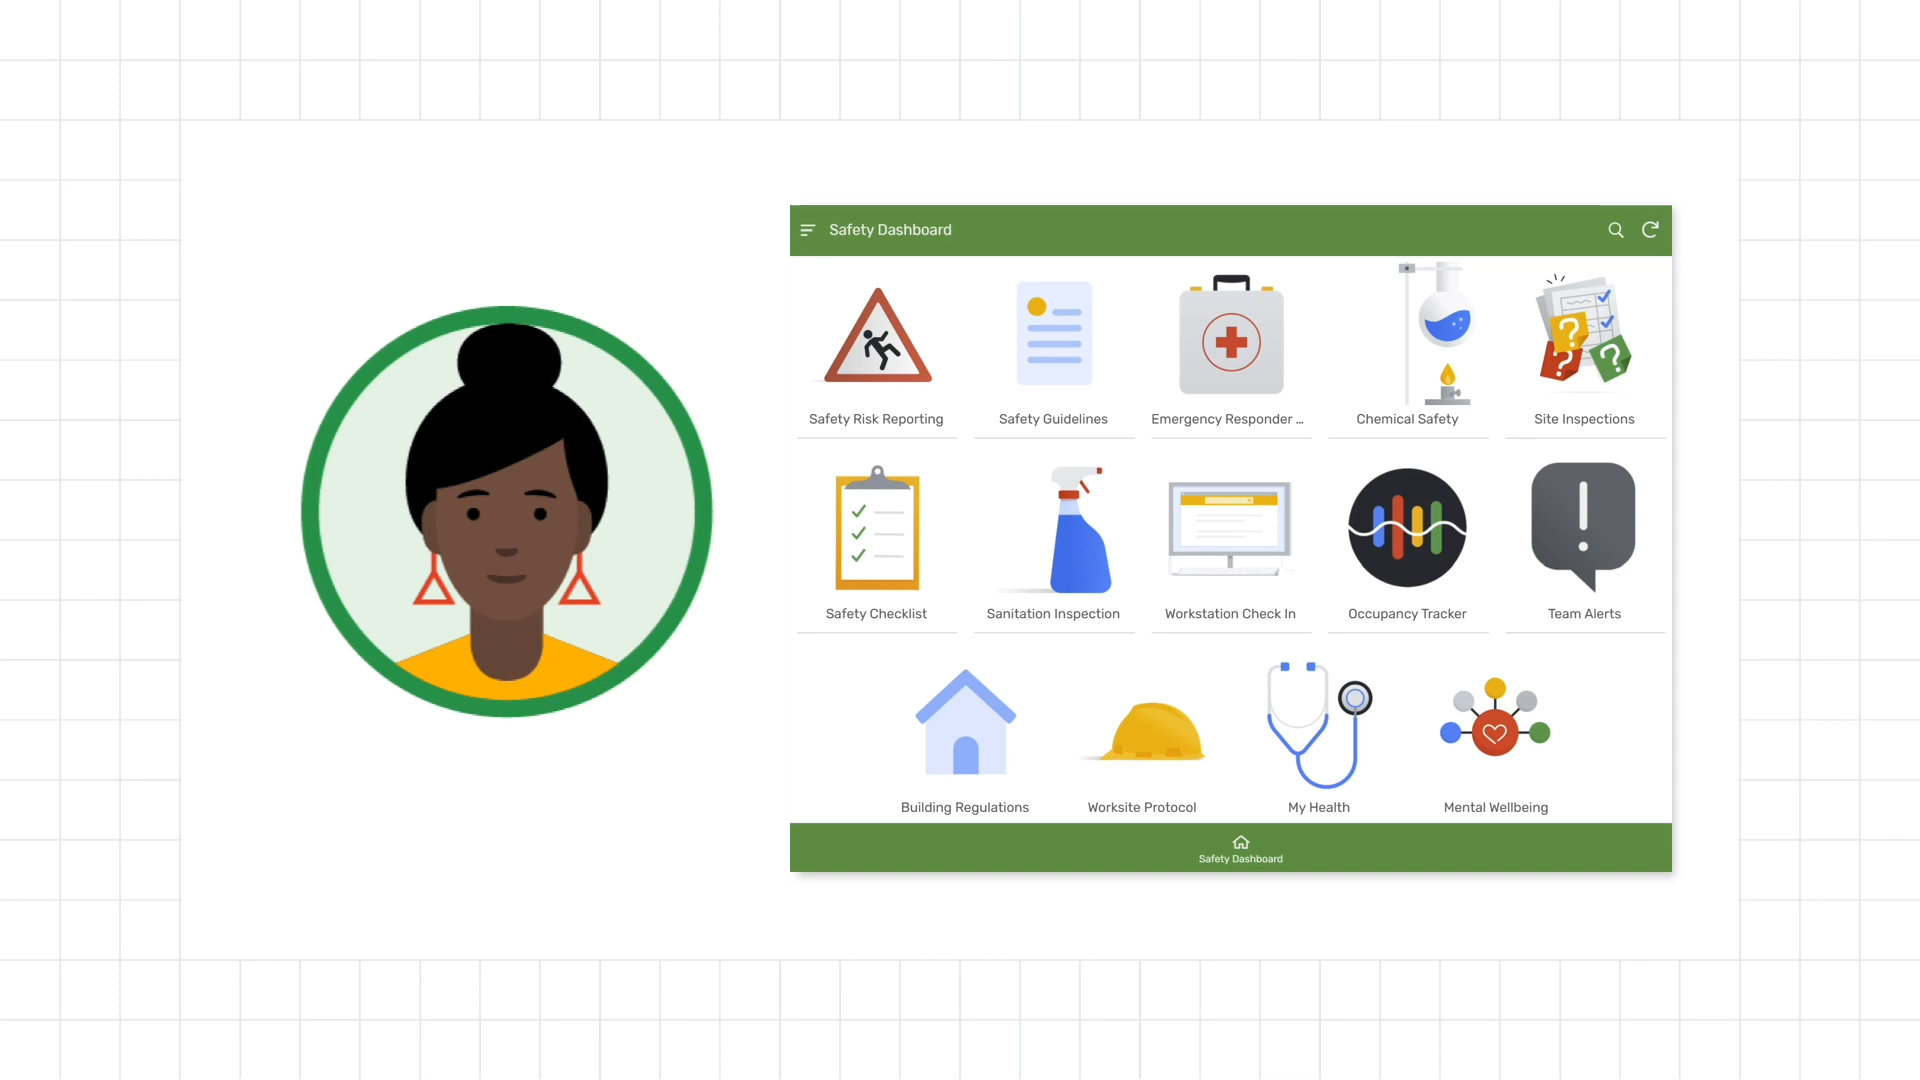 Safety Dashboard
Safety Risk Reporting
Safety Guidelines
Emergency Responder ...
Chemical Safety
Site Inspections
Safety Checklist
Sanitation Inspection
Workstation Check In
Occupancy Tracker
Team Alerts
Building Regulations
Worksite Protocol
My Health
Mental Wellbeing
Safety Dashboard